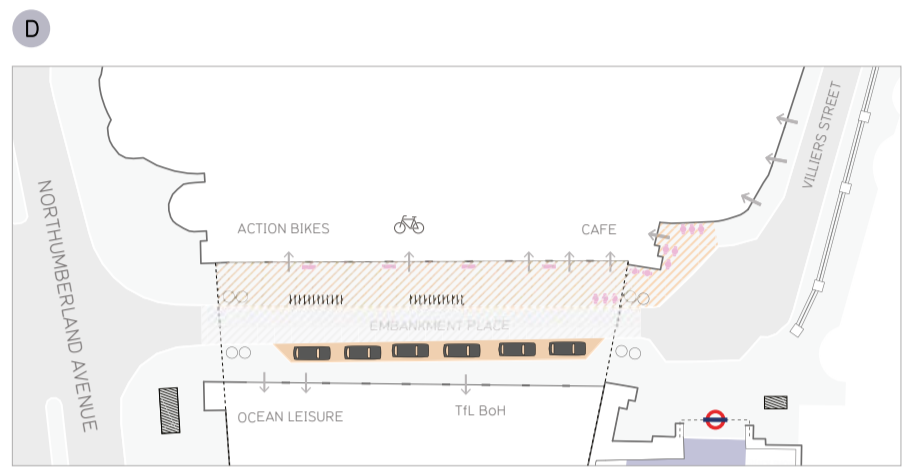 D
NORTHUMBERLAND AVENUE
VILLIERS STREET
ACTION BIKES
CAFE
EMBANKMENT PLACE
OCEAN LEISURE
TfL BoH